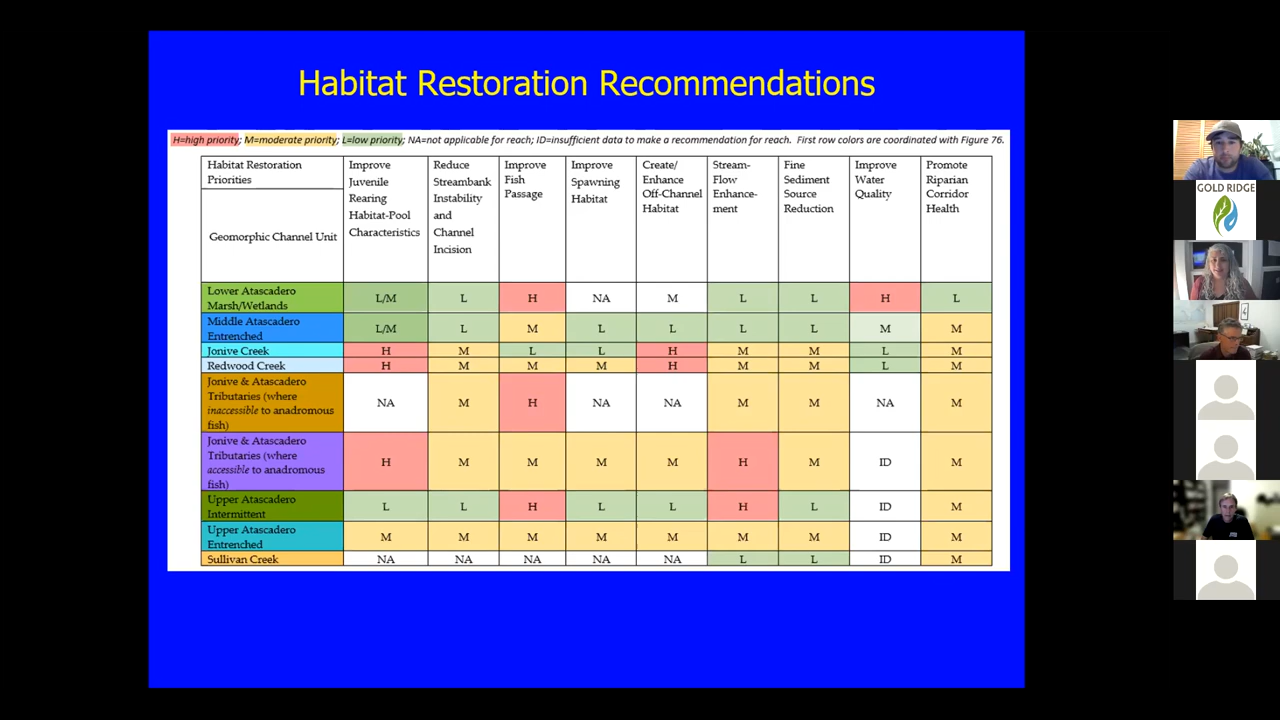 Habitat Restoration Recommendations
H=high priority; M=moderate priority; L=low priority; NA=not applicable for reach; ID=insufficient data to make a recommendation for reach. First row colors are coordinated with Figure 76.
Habitat Restoration
Priorities
Geomorphic Channel Unit
Improve
Juvenile
Rearing
Habitat-Pool
Characteristics
Reduce
Streambank
Instability
and
Channel
Incision
Improve
Fish
Passage
Improve
Spawning
Habitat
Create/
Enhance
Off-Channel
Habitat
Stream-
Flow
Enhance-
ment
Fine
Sediment
Source
Reduction
Improve
Water
Quality
Promote
Riparian
Corridor
Health
Lower Atascadero
Marsh/Wetlands
L/M L H NA M L L H L
Middle Atascadero
Entrenched
L/M L M L L L L M M
Jonive Creek H M L L H M M L M
Redwood Creek H M M M H M M L M
Jonive & Atascadero
Tributaries (where
inaccessible to anadromous
fish)
NA M H NA NA M M NA M
Jonive & Atascadero
Tributaries (where
accessible to anadromous
fish)
H M M M M H M ID M
Upper Atascadero
Intermittent
L L H L L H L ID M
Upper Atascadero
Entrenched
M M M M M M M ID M
Sullivan Creek NA NA NA NA NA L L ID M
GOLD RIDGE